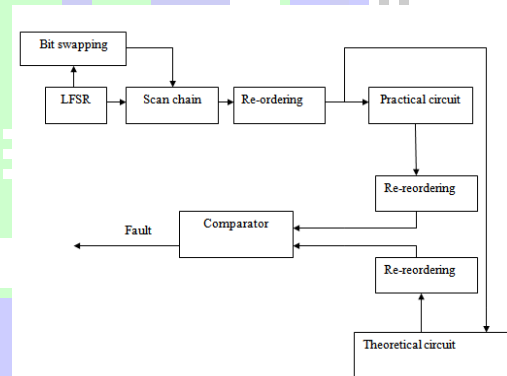 Bit swapping
LFSR
Scan chain
Re-ordering
Practical circuit
Re-reordering
Comparator
Fault
Re-reordering
Theoretical circuit